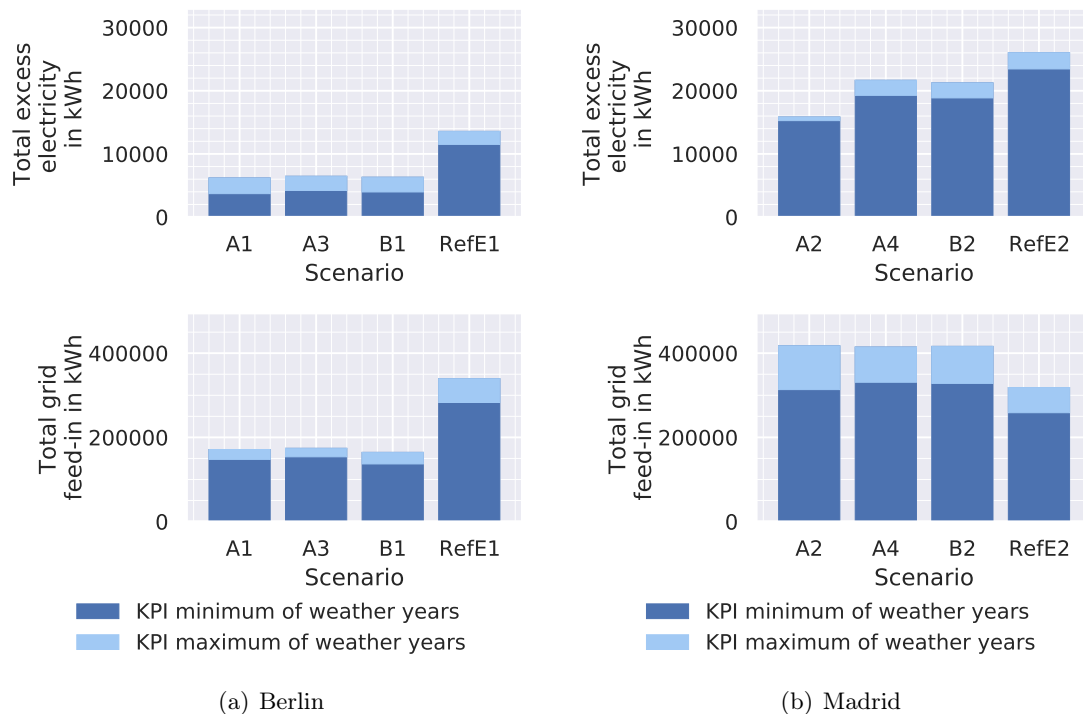 Total excess
electricity
in kWh
30000
20000
10000
0
A1 A3 B1 RefE1
Scenario
Total grid
feed-in in kWh
400000
200000
0
A1 A3 B1 RefE1
Scenario
KPI minimum of weather years
KPI maximum of weather years
(a) Berlin
Total excess
electricity
in kWh
30000
20000
10000
0
A2 A4 B2 RefE2
Scenario
Total grid
feed-in in kWh
400000
200000
0
A2 A4 B2 RefE2
Scenario
KPI minimum of weather years
KPI maximum of weather years
(b) Madrid